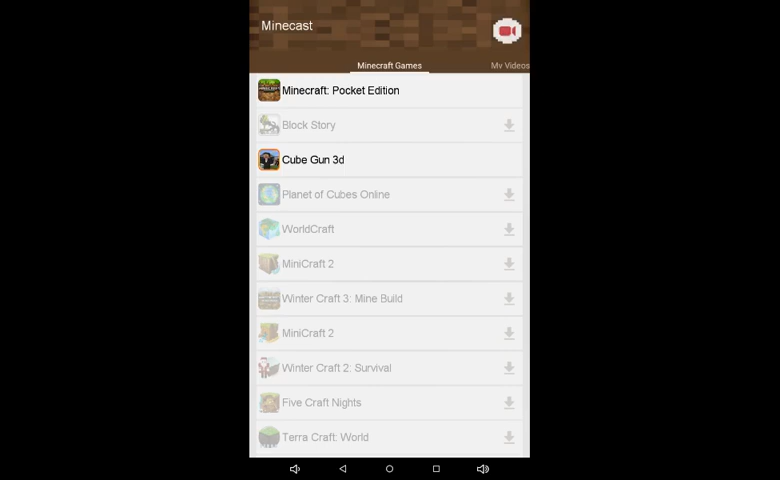 Minecast
Minecraft Games
My Videos
Minecraft: Pocket Edition
Block Story
Cube Gun 3d
Planet of Cubes Online
WorldCraft
MiniCraft 2
Winter Craft 3: Mine Build
MiniCraft 2
Winter Craft 2: Survival
Five Craft Nights
Terra Craft: World